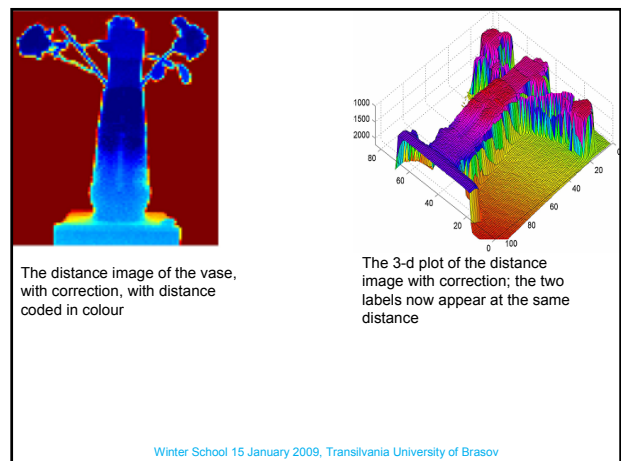 1000
1500
2000
80
60
40
20
0
100
80
60
40
20
0
The distance image of the vase,
with correction, with distance
coded in colour
The 3-d plot of the distance
image with correction; the two
labels now appear at the same
distance
Winter School 15 January 2009, Transilvania University of Brasov